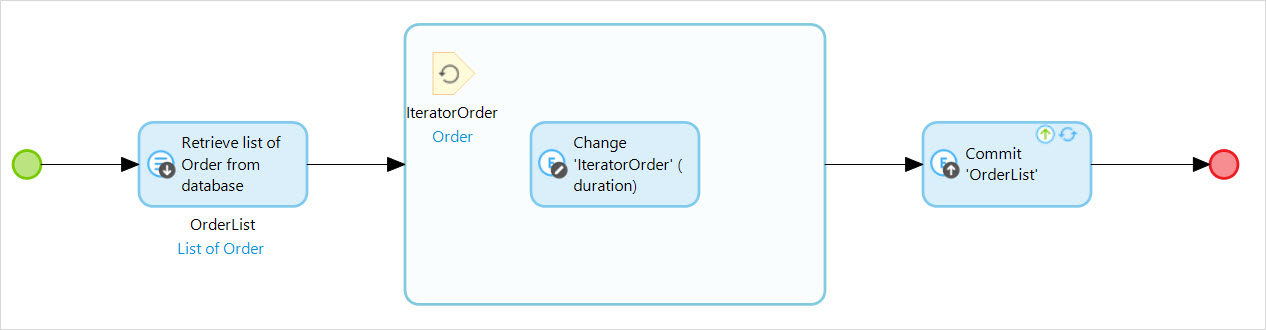 Retrieve list of
Order from
database
OrderList
List of Order
IteratorOrder
Order
Change
'IteratorOrder' (
duration)
E
Commit
'OrderList'
E